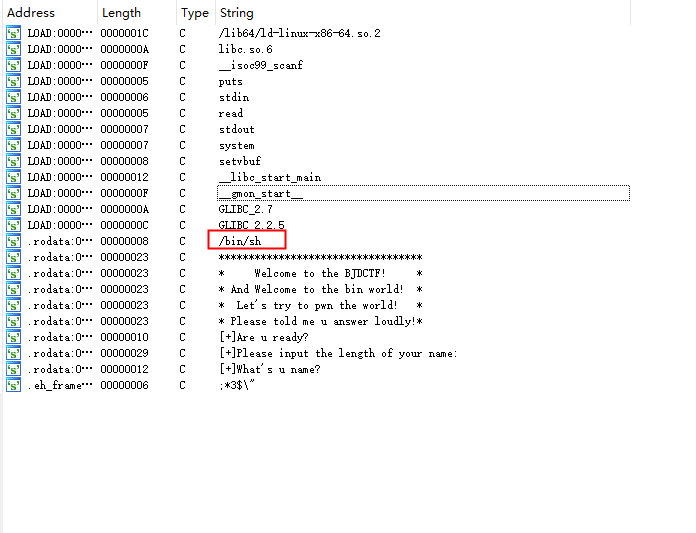 Address Length Type String
LOAD:0000··· 0000001C C /lib64/ld-linux-x86-64.so.2
LOAD:0000··· 0000000A C libc.so.6
LOAD:0000··· 0000000F C __isoc99_scanf
LOAD:0000··· 00000005 C puts
LOAD:0000··· 00000006 C stdin
LOAD:0000··· 00000005 C read
LOAD:0000··· 00000007 C stdout
LOAD:0000··· 00000007 C system
LOAD:0000··· 00000008 C setvbuf
LOAD:0000··· 00000012 C __libc_start_main
LOAD:0000··· 0000000F C __gmon_start__
LOAD:0000··· 0000000A C GLIBC_2.7
LOAD:0000··· 0000000C C GLIBC_2.2.5
.rodata:0··· 00000008 C /bin/sh
.rodata:0··· 00000023 C **********************************
.rodata:0··· 00000023 C *     Welcome to the BJDCTF!     *
.rodata:0··· 00000023 C * And Welcome to the bin world!  *
.rodata:0··· 00000023 C *  Let's try to pwn the world!   *
.rodata:0··· 00000023 C * Please told me u answer loudly!*
.rodata:0··· 00000010 C [+]Are u ready?
.rodata:0··· 00000029 C [+]Please input the length of your name:
.rodata:0··· 00000012 C [+]What's u name?
.eh_frame··· 00000006 C ;*3$\"